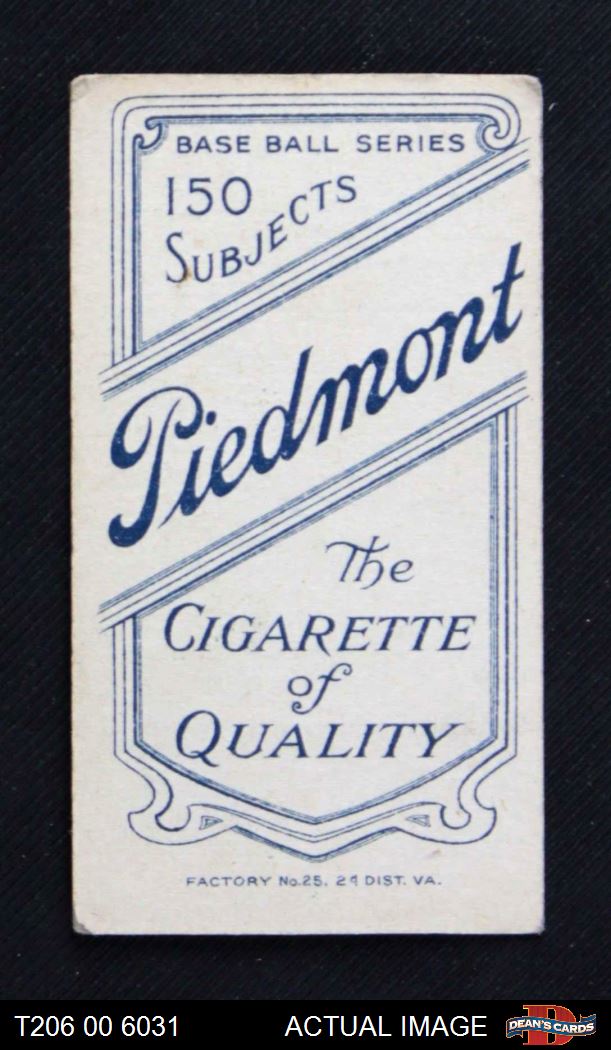 BASE BALL SERIES
150
SUBJECTS
Piedmont
The
CIGARETTE
of
QUALITY
FACTORY No.25. 2d DIST. VA.
T206 00 6031
ACTUAL IMAGE
D
DEAN'S CARDS